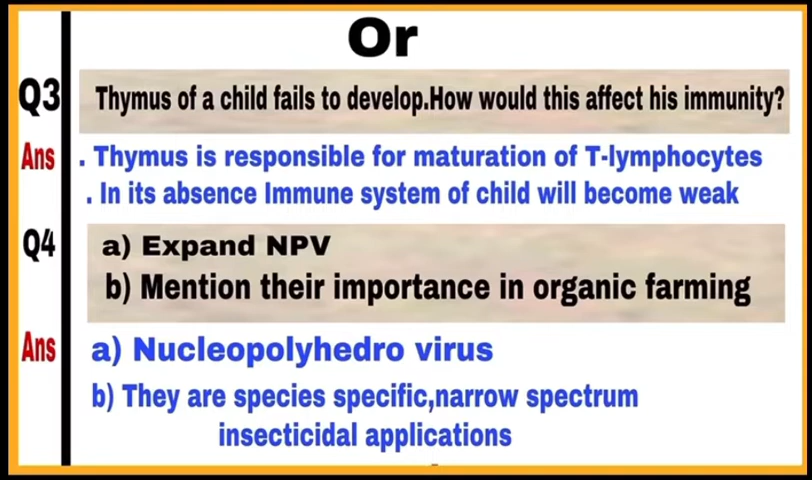 Or
Q3 Thymus of a child fails to develop.How would this affect his immunity?
Ans . Thymus is responsible for maturation of T-lymphocytes
. In its absence Immune system of child will become weak
Q4 a) Expand NPV
b) Mention their importance in organic farming
Ans a) Nucleopolyhedro virus
b) They are species specific,narrow spectrum
insecticidal applications